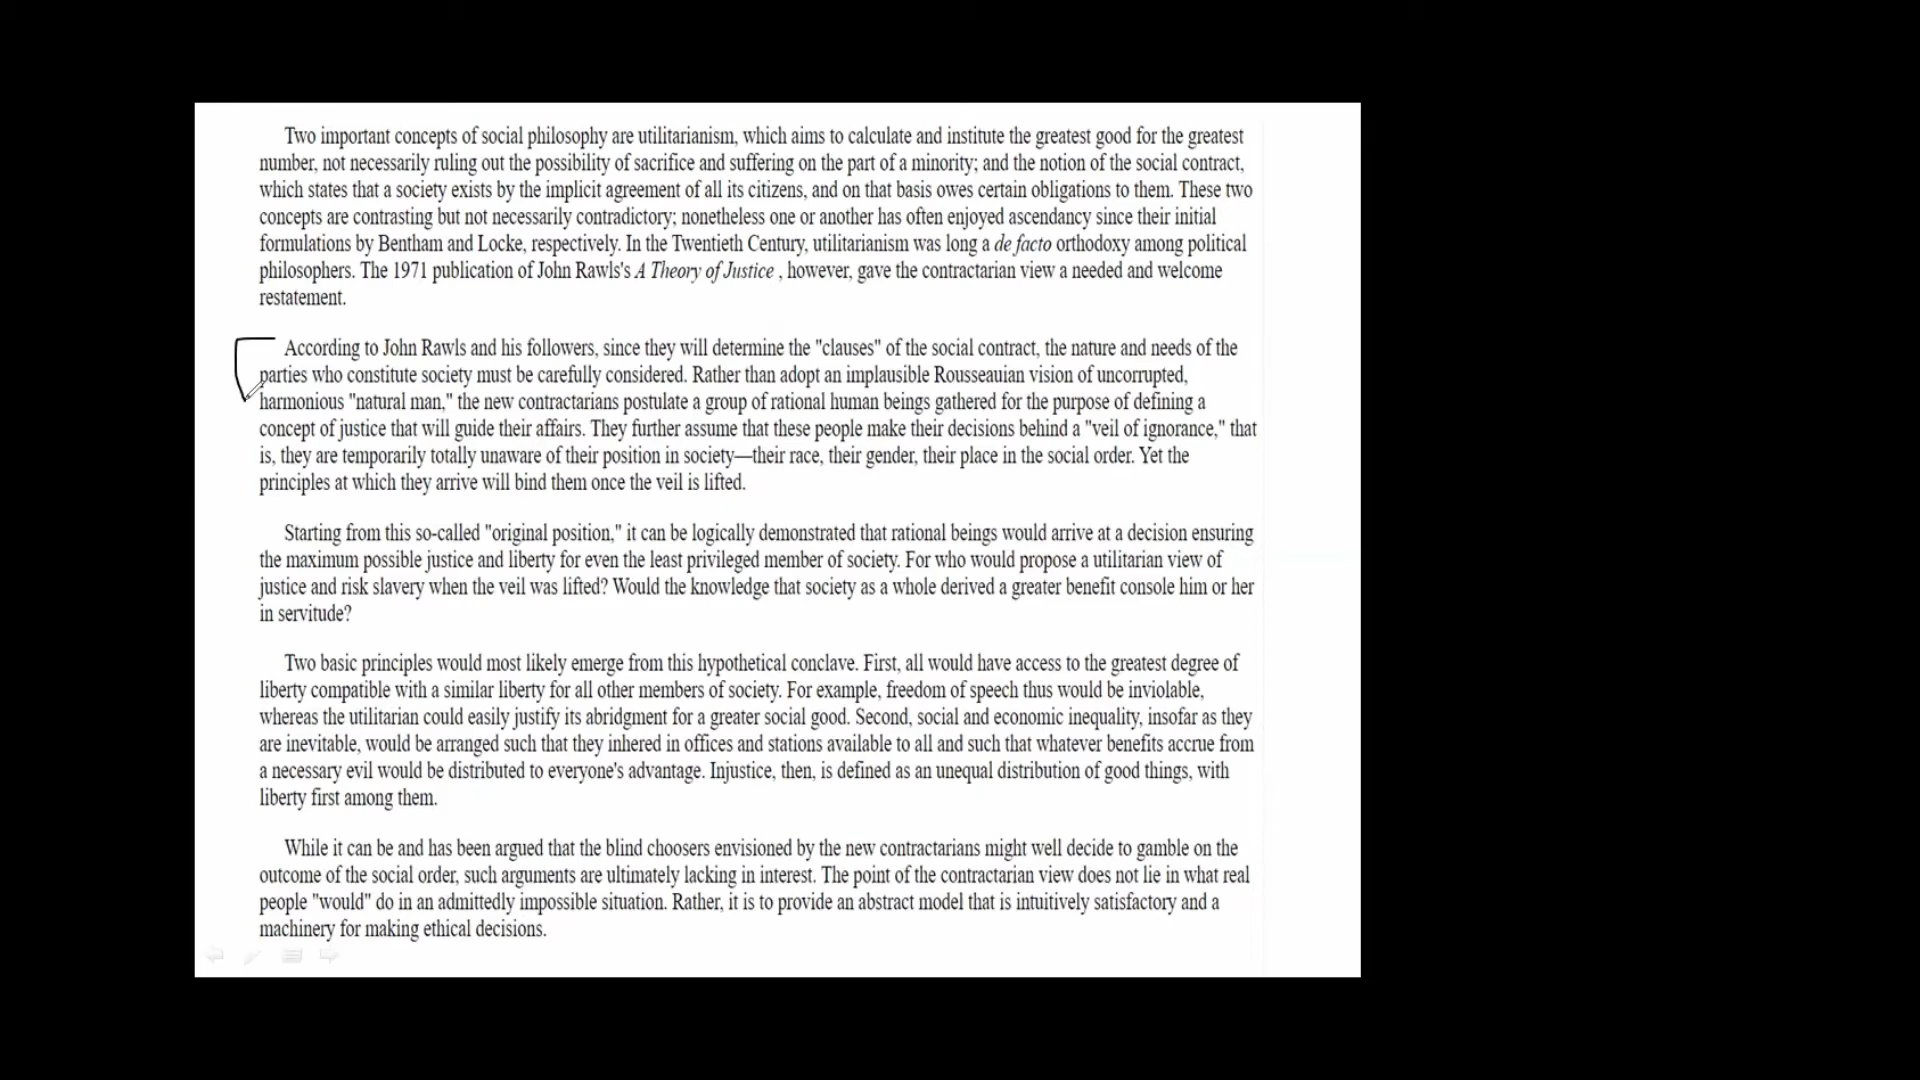 Two important concepts of social philosophy are utilitarianism, which aims to calculate and institute the greatest good for the greatest
number, not necessarily ruling out the possibility of sacrifice and suffering on the part of a minority; and the notion of the social contract,
which states that a society exists by the implicit agreement of all its citizens, and on that basis owes certain obligations to them. These two
concepts are contrasting but not necessarily contradictory; nonetheless one or another has often enjoyed ascendancy since their initial
formulations by Bentham and Locke, respectively. In the Twentieth Century, utilitarianism was long a de facto orthodoxy among political
philosophers. The 1971 publication of John Rawls's A Theory of Justice , however, gave the contractarian view a needed and welcome
restatement.
According to John Rawls and his followers, since they will determine the "clauses" of the social contract, the nature and needs of the
parties who constitute society must be carefully considered. Rather than adopt an implausible Rousseauian vision of uncorrupted,
harmonious "natural man," the new contractarians postulate a group of rational human beings gathered for the purpose of defining a
concept of justice that will guide their affairs. They further assume that these people make their decisions behind a "veil of ignorance," that
is, they are temporarily totally unaware of their position in society—their race, their gender, their place in the social order. Yet the
principles at which they arrive will bind them once the veil is lifted.
Starting from this so-called "original position," it can be logically demonstrated that rational beings would arrive at a decision ensuring
the maximum possible justice and liberty for even the least privileged member of society. For who would propose a utilitarian view of
justice and risk slavery when the veil was lifted? Would the knowledge that society as a whole derived a greater benefit console him or her
in servitude?
Two basic principles would most likely emerge from this hypothetical conclave. First, all would have access to the greatest degree of
liberty compatible with a similar liberty for all other members of society. For example, freedom of speech thus would be inviolable,
whereas the utilitarian could easily justify its abridgment for a greater social good. Second, social and economic inequality, insofar as they
are inevitable, would be arranged such that they inhered in offices and stations available to all and such that whatever benefits accrue from
a necessary evil would be distributed to everyone's advantage. Injustice, then, is defined as an unequal distribution of good things, with
liberty first among them.
While it can be and has been argued that the blind choosers envisioned by the new contractarians might well decide to gamble on the
outcome of the social order, such arguments are ultimately lacking in interest. The point of the contractarian view does not lie in what real
people "would" do in an admittedly impossible situation. Rather, it is to provide an abstract model that is intuitively satisfactory and a
machinery for making ethical decisions.